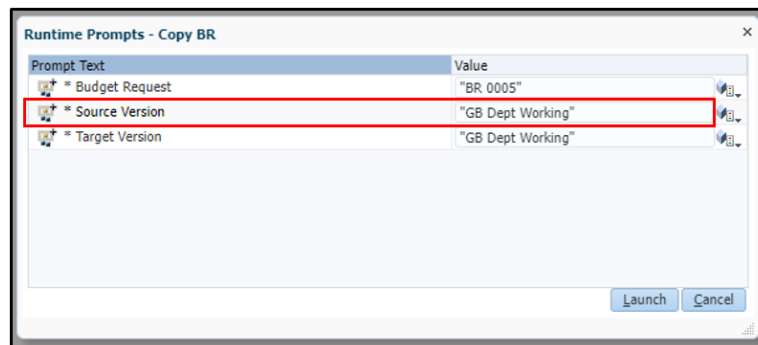 Runtime Prompts - Copy BR
Prompt Text Value
* Budget Request "BR 0005"
* Source Version "GB Dept Working"
* Target Version "GB Dept Working"
Launch Cancel